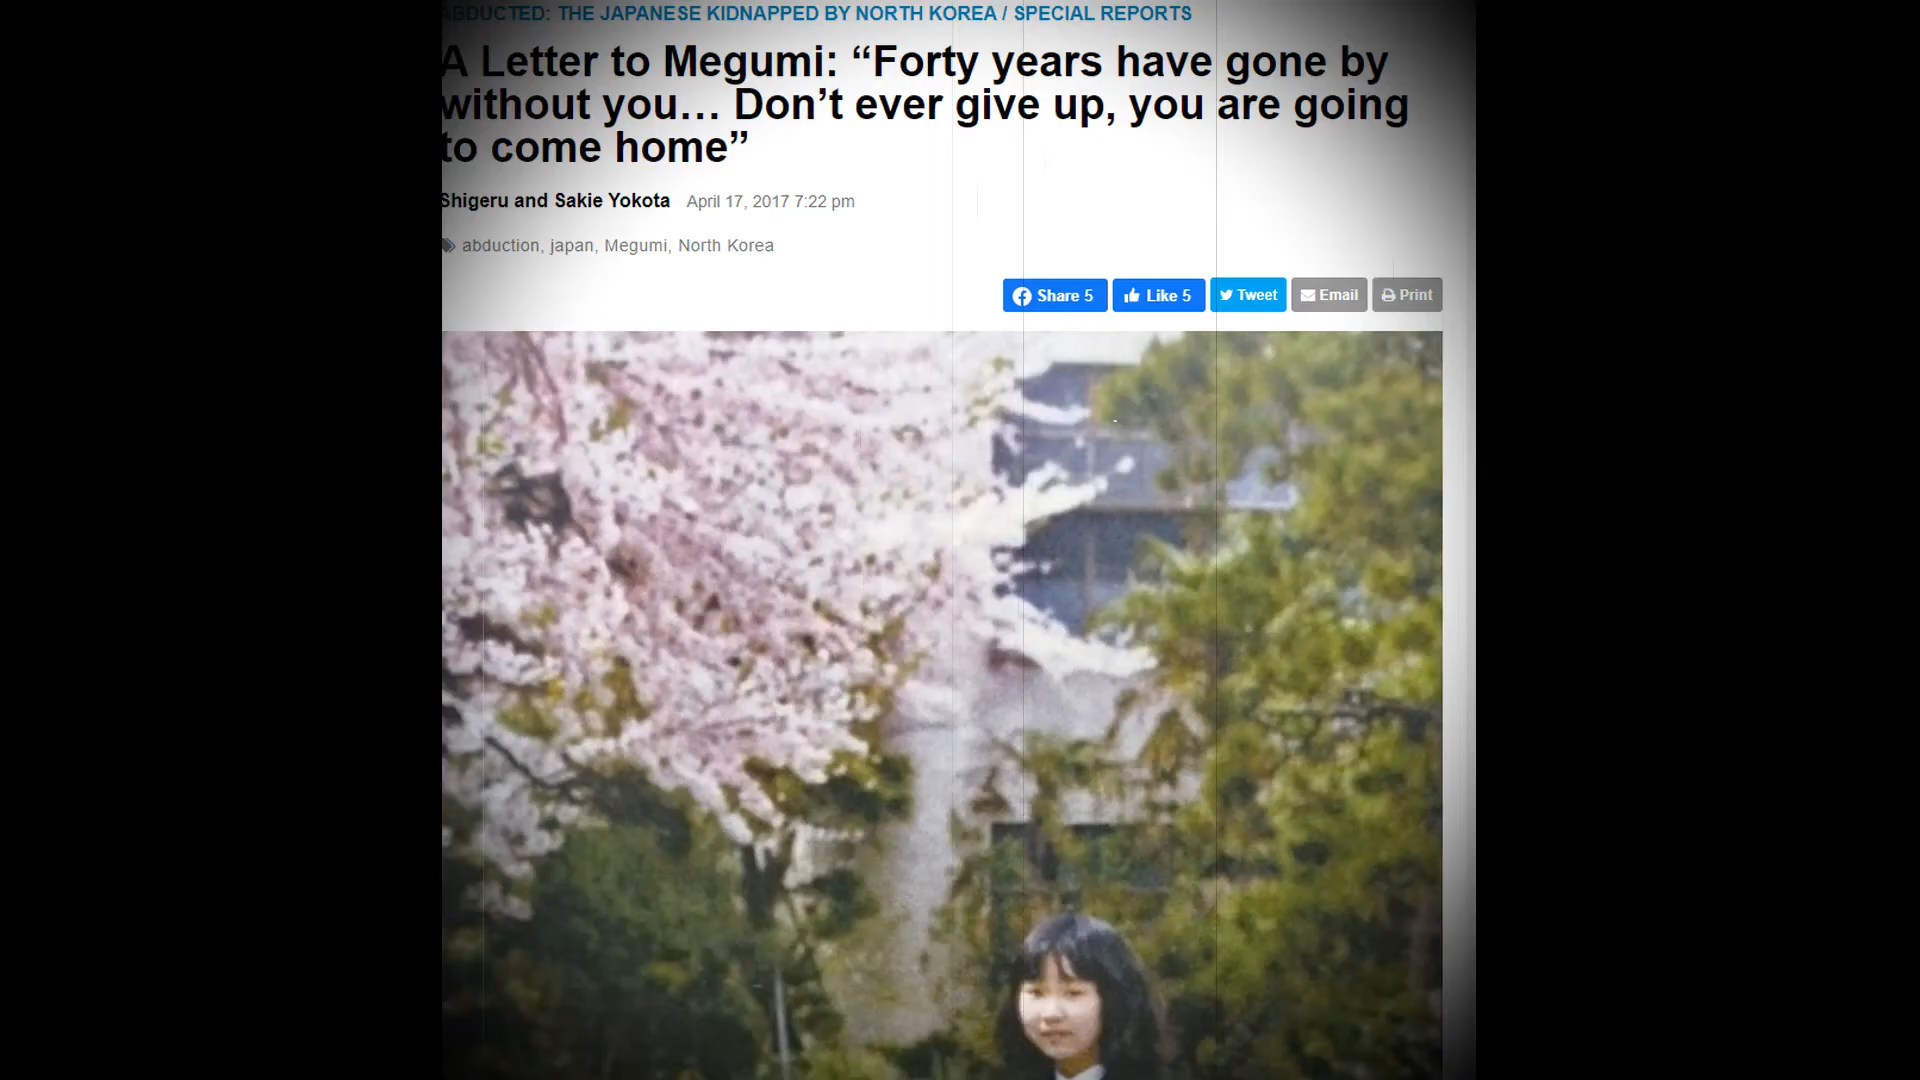 ABDUCTED: THE JAPANESE KIDNAPPED BY NORTH KOREA / SPECIAL REPORTS
A Letter to Megumi: “Forty years have gone by
without you… Don’t ever give up, you are going
to come home”
Shigeru and Sakie Yokota April 17, 2017 7:22 pm
abduction, japan, Megumi, North Korea
Share 5 Like 5 Tweet Email Print